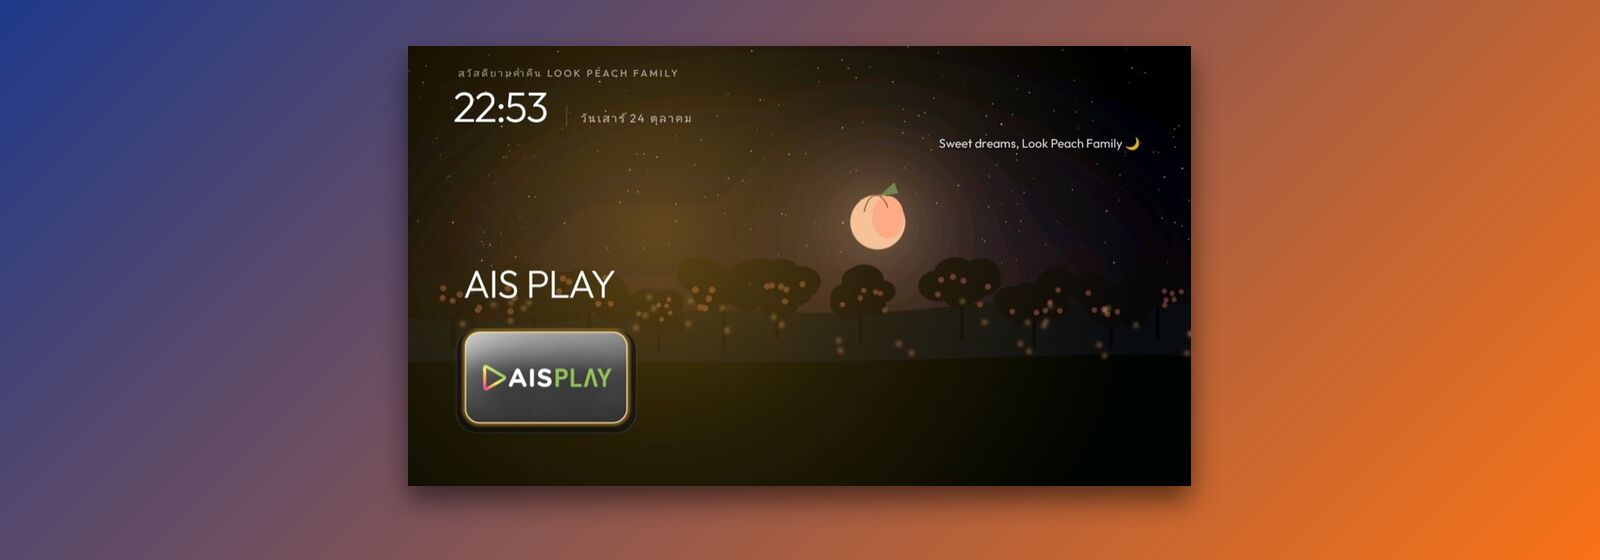 สวัสดียามค่ำคืน LOOK PEACH FAMILY
22:53
วันเสาร์ 24 ตุลาคม
Sweet dreams, Look Peach Family 🌙
AIS PLAY
AISPLAY